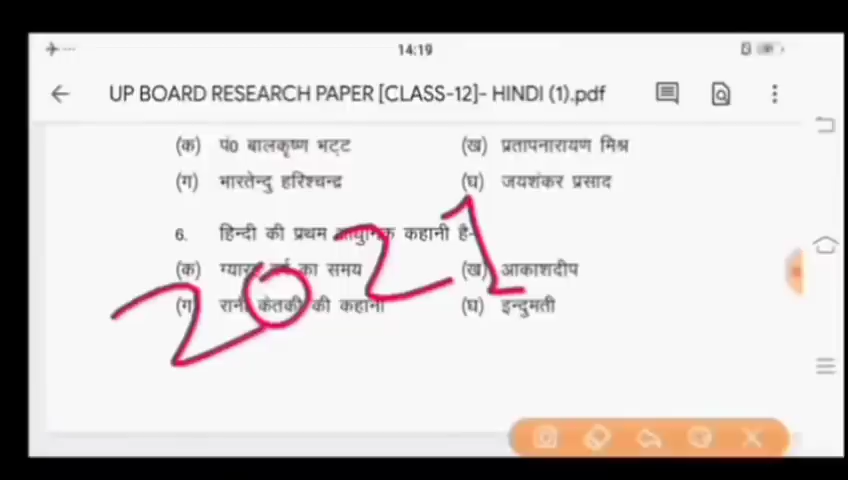 14:19
UP BOARD RESEARCH PAPER [CLASS-12]- HINDI (1).pdf
(क) पं0 बालकृष्ण भट्ट (ख) प्रतापनारायण मिश्र
(ग) भारतेन्दु हरिश्चन्द्र (घ) जयशंकर प्रसाद
6. हिन्दी की प्रथम आधुनिक कहानी है-
(क) ग्यारह वर्ष का समय (ख) आकाशदीप
(ग) रानी केतकी की कहानी (घ) इन्दुमती
2021